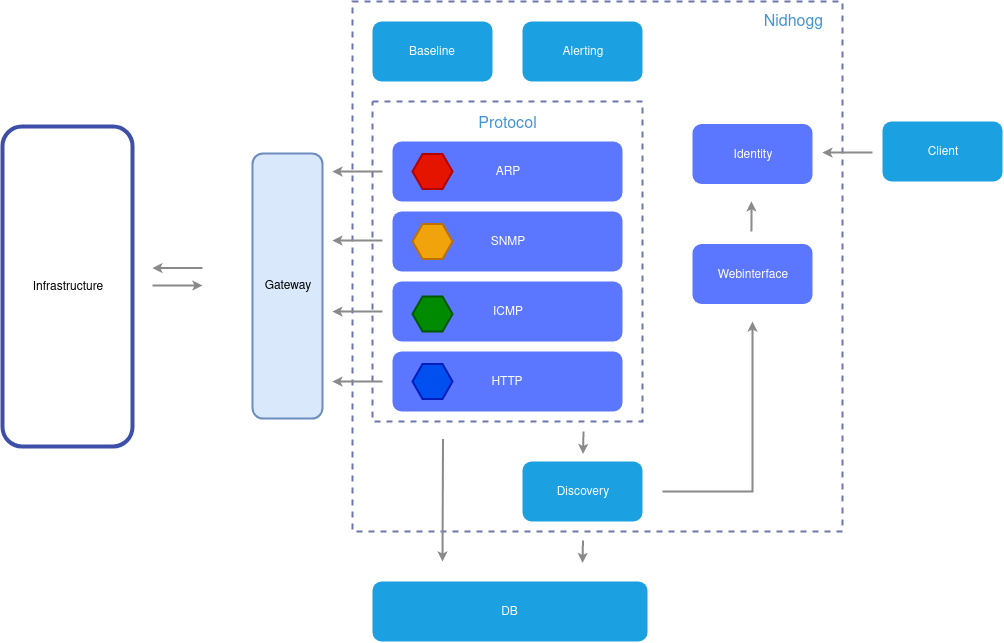 Nidhogg
Baseline
Alerting
Protocol
ARP
Identity
Client
SNMP
Webinterface
Infrastructure
Gateway
ICMP
HTTP
Discovery
DB